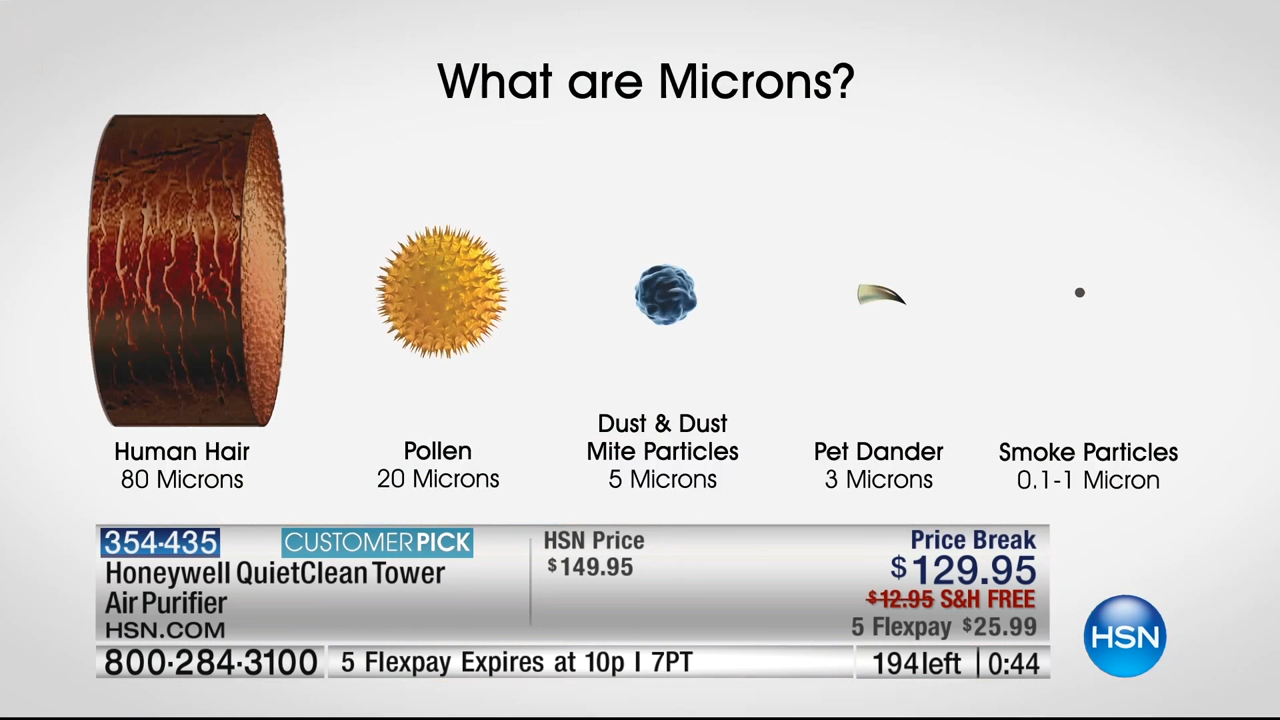 What are Microns?
Human Hair
80 Microns
Pollen
20 Microns
Dust & Dust
Mite Particles
5 Microns
Pet Dander
3 Microns
Smoke Particles
0.1-1 Micron
354-435
CUSTOMER PICK
Honeywell QuietClean Tower
Air Purifier
HSN.COM
HSN Price
$149.95
Price Break
$129.95
$12.95 S&H FREE
5 Flexpay $25.99
800·284·3100
5 Flexpay Expires at 10p | 7PT
194 left | 0:44
HSN